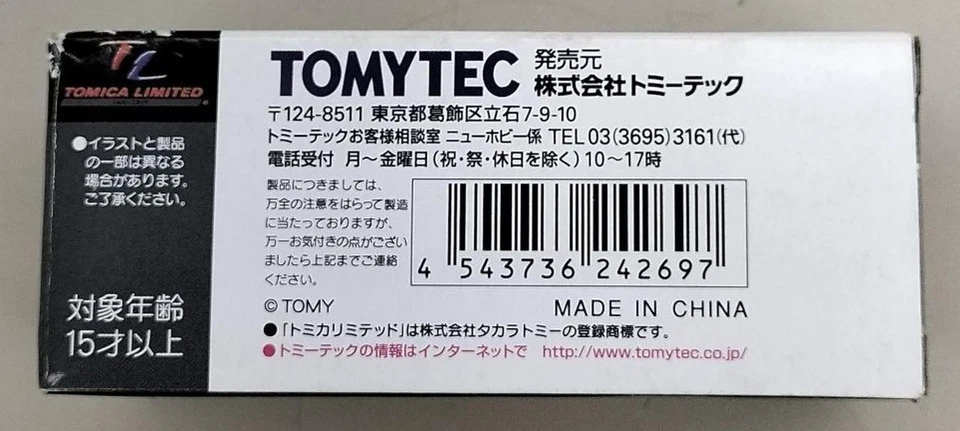 TL
TOMICA LIMITED
●イラストと製品
の一部は異なる
場合があります。
ご了承ください。
対象年齢
15才以上
TOMYTEC 発売元
株式会社トミーテック
〒124-8511 東京都葛飾区立石7-9-10
トミーテックお客様相談室 ニューホビー係 TEL 03(3695)3161(代)
電話受付 月～金曜日(祝・祭・休日を除く)10～17時
製品につきましては、
万全の注意をはらって製造
に当たっておりますが、
万一お気付きの点がござい
ましたら上記までご連絡
ください。
4 543736 242697
© TOMY MADE IN CHINA
●「トミカリミテッド」は株式会社タカラトミーの登録商標です。
●トミーテックの情報はインターネットで http://www.tomytec.co.jp/